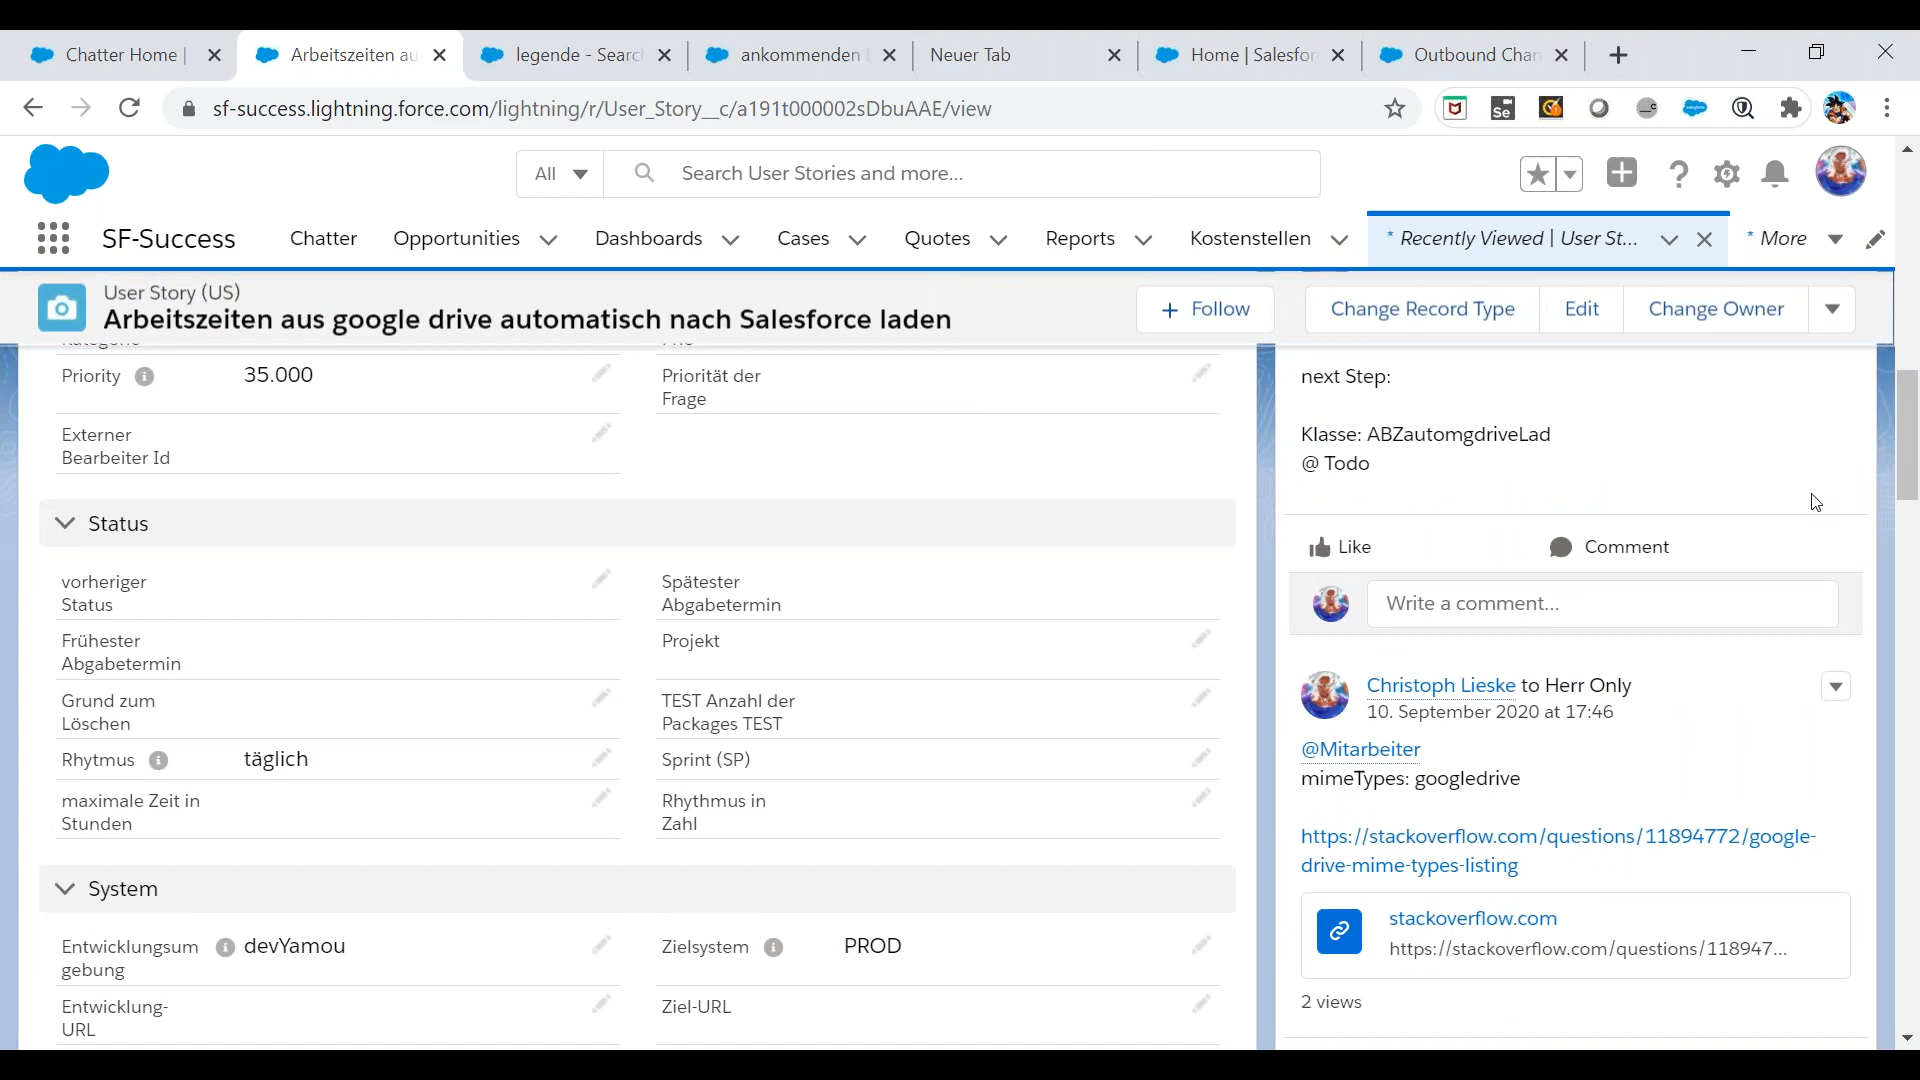 Chatter Home |
Arbeitszeiten au
legende - Searc
ankommenden
Neuer Tab
Home | Salesfor
Outbound Chan
sf-success.lightning.force.com/lightning/r/User_Story__c/a191t000002sDbuAAE/view
All
Search User Stories and more...
SF-Success
Chatter
Opportunities
Dashboards
Cases
Quotes
Reports
Kostenstellen
* Recently Viewed | User St...
* More
User Story (US)
Arbeitszeiten aus google drive automatisch nach Salesforce laden
Follow
Change Record Type
Edit
Change Owner
Priority
35.000
Priorität der
Frage
Externer
Bearbeiter Id
Status
vorheriger
Status
Spätester
Abgabetermin
Frühester
Abgabetermin
Projekt
Grund zum
Löschen
TEST Anzahl der
Packages TEST
Rhytmus
täglich
Sprint (SP)
maximale Zeit in
Stunden
Rhythmus in
Zahl
System
Entwicklungsum
gebung
devYamou
Zielsystem
PROD
Entwicklung-
URL
Ziel-URL
next Step:
Klasse: ABZautomgdriveLad
@ Todo
Like
Comment
Write a comment...
Christoph Lieske to Herr Only
10. September 2020 at 17:46
@Mitarbeiter
mimeTypes: googledrive
https://stackoverflow.com/questions/11894772/google-
drive-mime-types-listing
stackoverflow.com
https://stackoverflow.com/questions/118947...
2 views